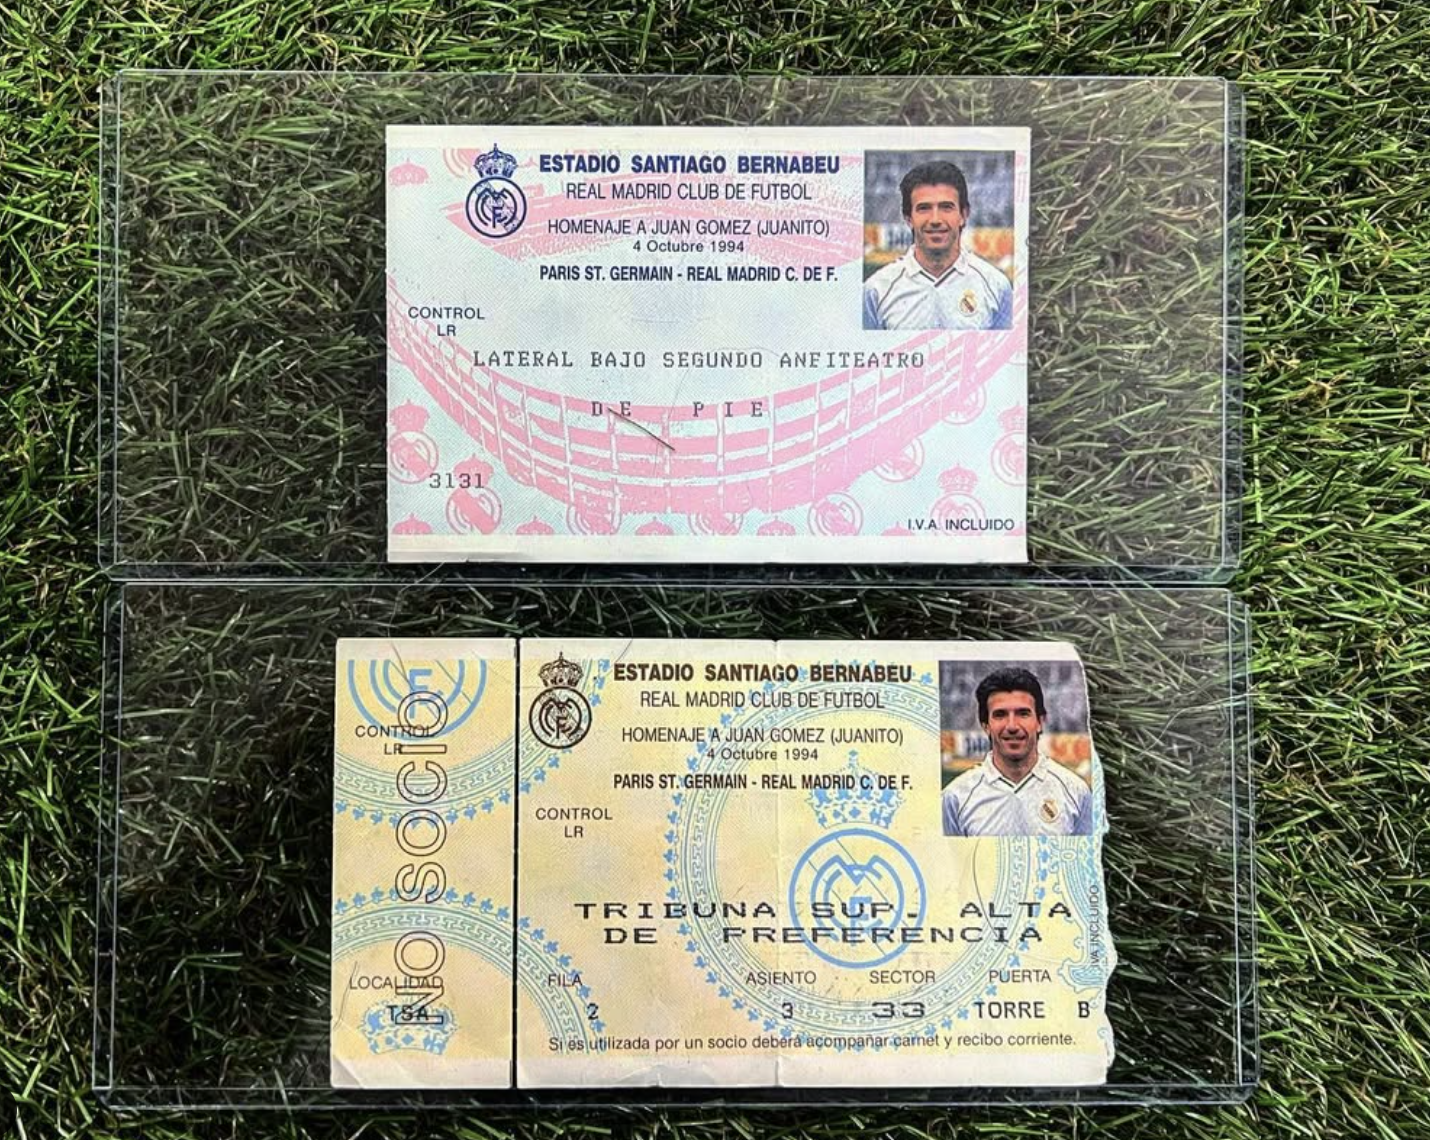 ESTADIO SANTIAGO BERNABEU
REAL MADRID CLUB DE FUTBOL
HOMENAJE A JUAN GOMEZ (JUANITO)
4 Octubre 1994
PARIS ST. GERMAIN - REAL MADRID C. DE F.
CONTROL
LR
LATERAL BAJO SEGUNDO ANFITEATRO
DE PIE
3131
I.V.A. INCLUIDO
CONTROL
LR
NO SOCIO
LOCALIDAD
TSA
ESTADIO SANTIAGO BERNABEU
REAL MADRID CLUB DE FUTBOL
HOMENAJE A JUAN GOMEZ (JUANITO)
4 Octubre 1994
PARIS ST. GERMAIN - REAL MADRID C. DE F.
CONTROL
LR
TRIBUNA SUP. ALTA
DE PREFERENCIA
FILA ASIENTO SECTOR PUERTA
2 3 33 TORRE B
Si es utilizada por un socio deberá acompañar carnet y recibo corriente.
IVA INCLUIDO